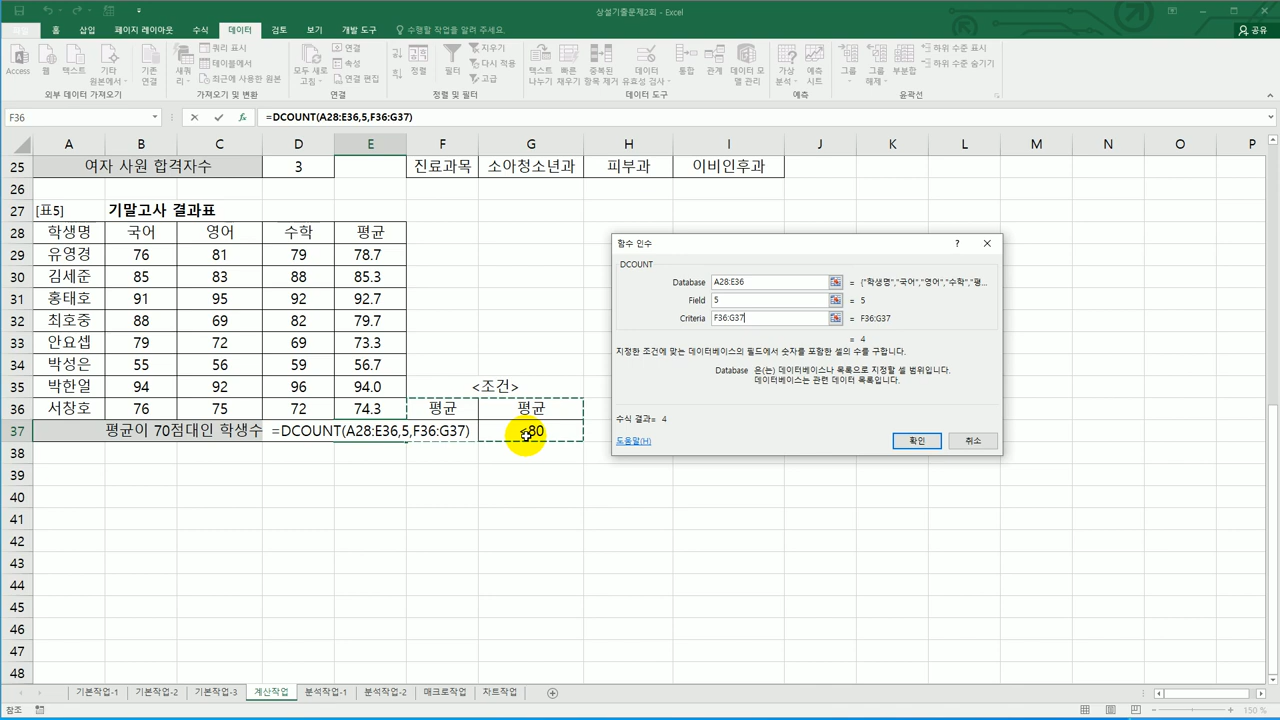 상설기출문제2회 - Excel
파일 홈 삽입 페이지 레이아웃 수식 데이터 검토 보기 개발 도구 수행할 작업을 알려 주세요. 공유
Access 웹 텍스트 기타 원본에서 기존 연결 새 쿼리 쿼리 표시 테이블에서 최근에 사용한 원본 모두 새로 고침 연결 속성 연결 편집 정렬 필터 지우기 다시 적용 고급 텍스트 나누기 빠른 채우기 중복된 항목 제거 데이터 유효성 검사 통합 관계 데이터 모델 관리 가상 분석 예측 시트 그룹 그룹 해제 부분합 하위 수준 표시 하위 수준 숨기기
외부 데이터 가져오기 가져오기 및 변환 연결 정렬 및 필터 데이터 도구 예측 윤곽선
F36 fx =DCOUNT(A28:E36,5,F36:G37)
A B C D E F G H I J K L M N O P
25 여자 사원 합격자수 3 진료과목 소아청소년과 피부과 이비인후과
26
27 [표5] 기말고사 결과표
28 학생명 국어 영어 수학 평균
29 유영경 76 81 79 78.7
30 김세준 85 83 88 85.3
31 홍태호 91 95 92 92.7
32 최호중 88 69 82 79.7
33 안요셉 79 72 69 73.3
34 박성은 55 56 59 56.7
35 박한얼 94 92 96 94.0 <조건>
36 서창호 76 75 72 74.3 평균 평균
37 평균이 70점대인 학생수 =DCOUNT(A28:E36,5,F36:G37) <80
38
39
40
41
42
43
44
45
46
47
48
함수 인수 ?
DCOUNT
Database A28:E36 = {"학생명","국어","영어","수학","평...
Field 5 = 5
Criteria F36:G37 = F36:G37
= 4
지정한 조건에 맞는 데이터베이스의 필드에서 숫자를 포함한 셀의 수를 구합니다.
Database 은(는) 데이터베이스나 목록으로 지정할 셀 범위입니다.
데이터베이스는 관련 데이터 목록입니다.
수식 결과= 4
도움말(H) 확인 취소
기본작업-1 기본작업-2 기본작업-3 계산작업 분석작업-1 분석작업-2 매크로작업 차트작업
참조 150 %